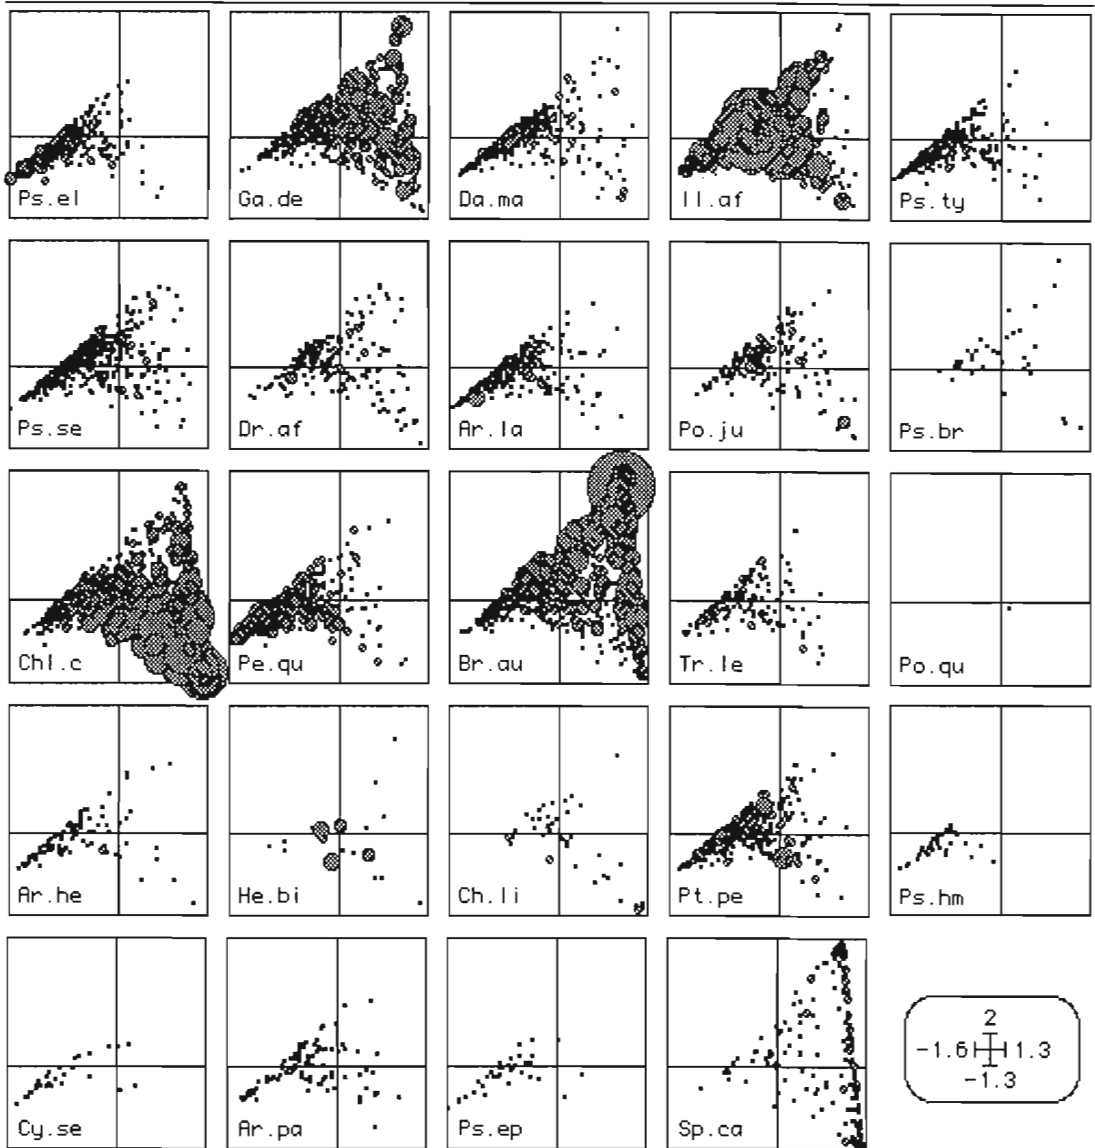 Ps.el Ga.de Da.ma Il.af Ps.ty
Ps.se Dr.af Ar.la Po.ju Ps.br
Chl.c Pe.qu Br.au Tr.le Po.qu
Ar.he He.bi Ch.li Pt.pe Ps.hm
Cy.se Ar.pa Ps.ep Sp.ca
2
-1.6 1.3
-1.3